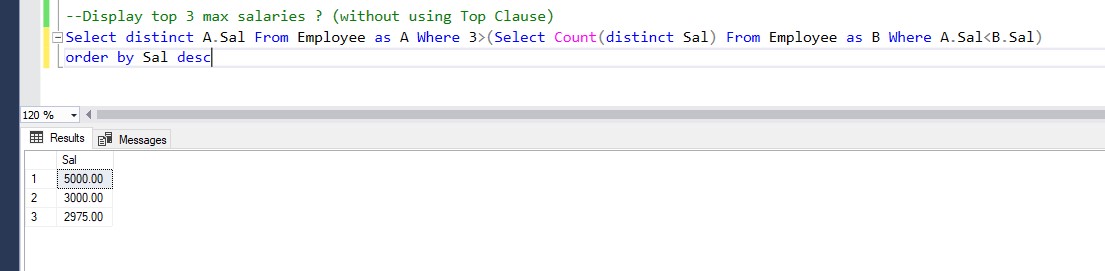 --Display top 3 max salaries ? (without using Top Clause)
Select distinct A.Sal From Employee as A Where 3>(Select Count(distinct Sal) From Employee as B Where A.Sal<B.Sal)
order by Sal desc
120 %
Results Messages
Sal
1 5000.00
2 3000.00
3 2975.00